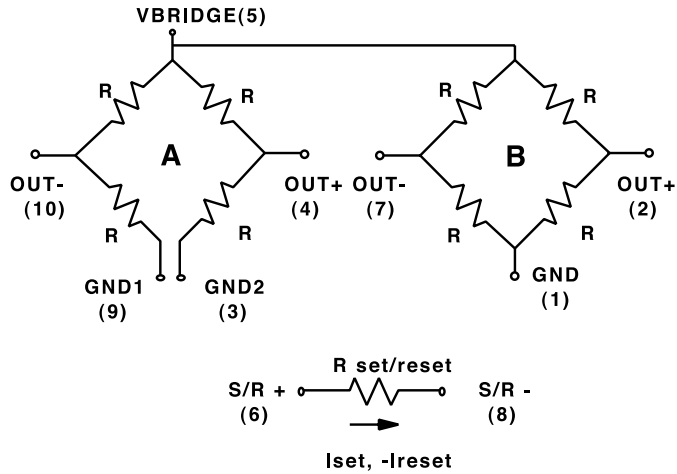 VBRIDGE(5)
R
R
R
R
A
B
OUT-
(10)
OUT+
(4)
OUT-
(7)
OUT+
(2)
R
R
R
R
GND1
(9)
GND2
(3)
GND
(1)
R set/reset
S/R +
(6)
S/R -
(8)
Iset, -Ireset